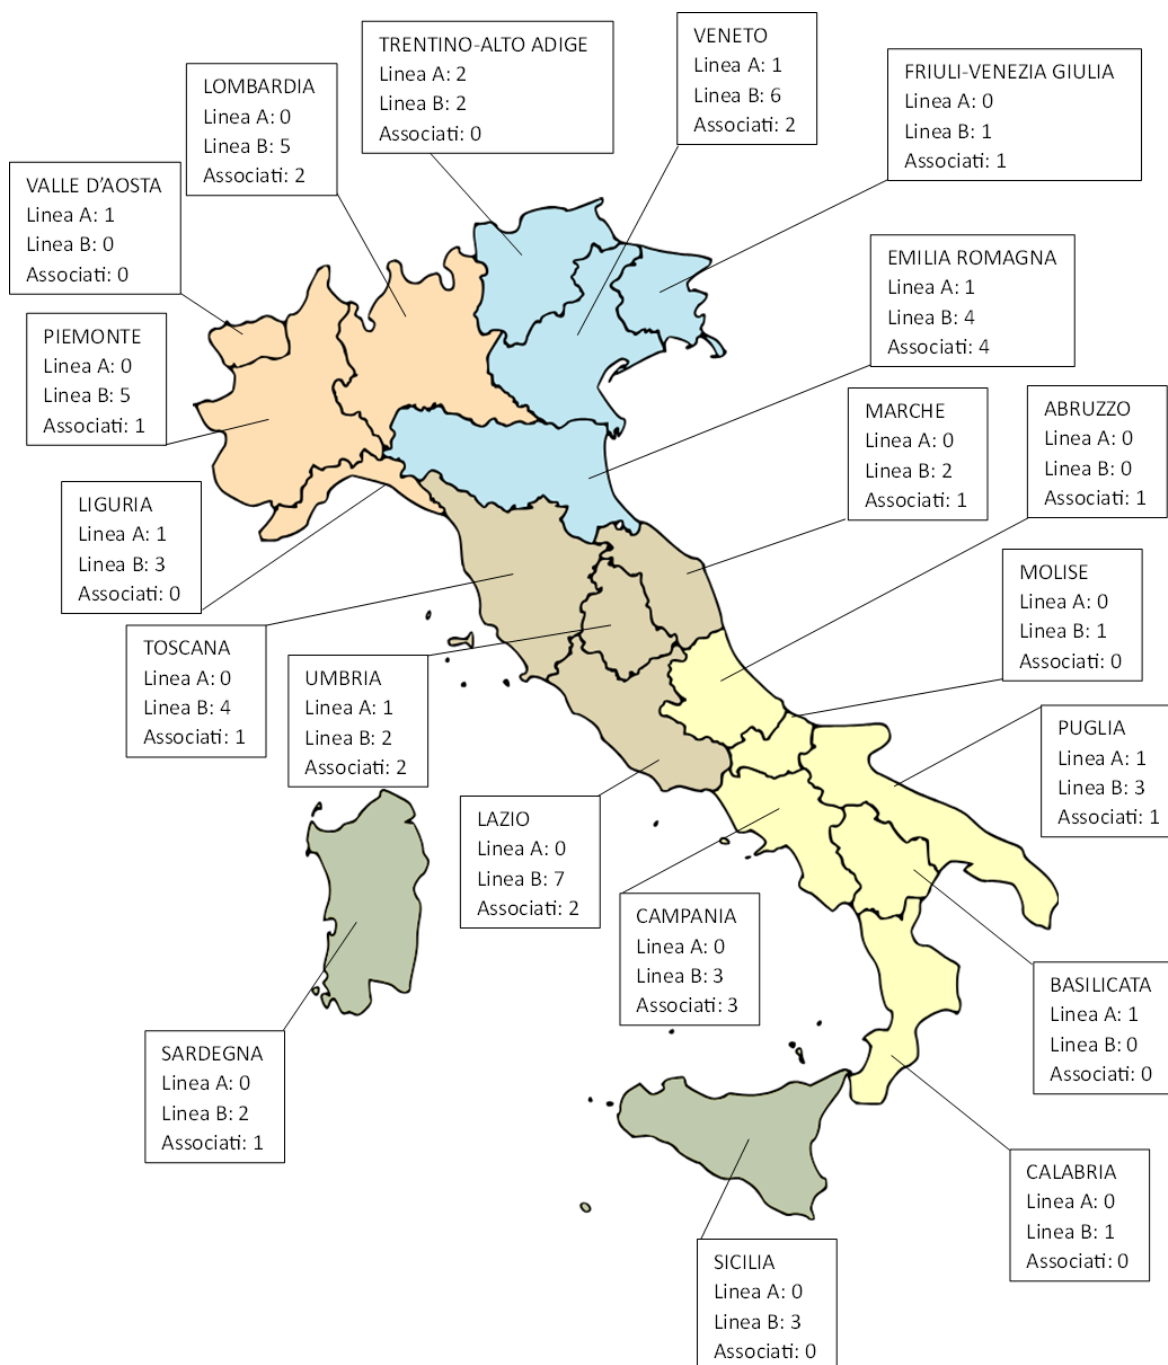 TRENTINO-ALTO ADIGE
Linea A: 2
Linea B: 2
Associati: 0
VENETO
Linea A: 1
Linea B: 6
Associati: 2
FRIULI-VENEZIA GIULIA
Linea A: 0
Linea B: 1
Associati: 1
LOMBARDIA
Linea A: 0
Linea B: 5
Associati: 2
VALLE D'AOSTA
Linea A: 1
Linea B: 0
Associati: 0
EMILIA ROMAGNA
Linea A: 1
Linea B: 4
Associati: 4
PIEMONTE
Linea A: 0
Linea B: 5
Associati: 1
MARCHE
Linea A: 0
Linea B: 2
Associati: 1
ABRUZZO
Linea A: 0
Linea B: 0
Associati: 1
LIGURIA
Linea A: 1
Linea B: 3
Associati: 0
MOLISE
Linea A: 0
Linea B: 1
Associati: 0
TOSCANA
Linea A: 0
Linea B: 4
Associati: 1
UMBRIA
Linea A: 1
Linea B: 2
Associati: 2
PUGLIA
Linea A: 1
Linea B: 3
Associati: 1
LAZIO
Linea A: 0
Linea B: 7
Associati: 2
CAMPANIA
Linea A: 0
Linea B: 3
Associati: 3
BASILICATA
Linea A: 1
Linea B: 0
Associati: 0
SARDEGNA
Linea A: 0
Linea B: 2
Associati: 1
CALABRIA
Linea A: 0
Linea B: 1
Associati: 0
SICILIA
Linea A: 0
Linea B: 3
Associati: 0